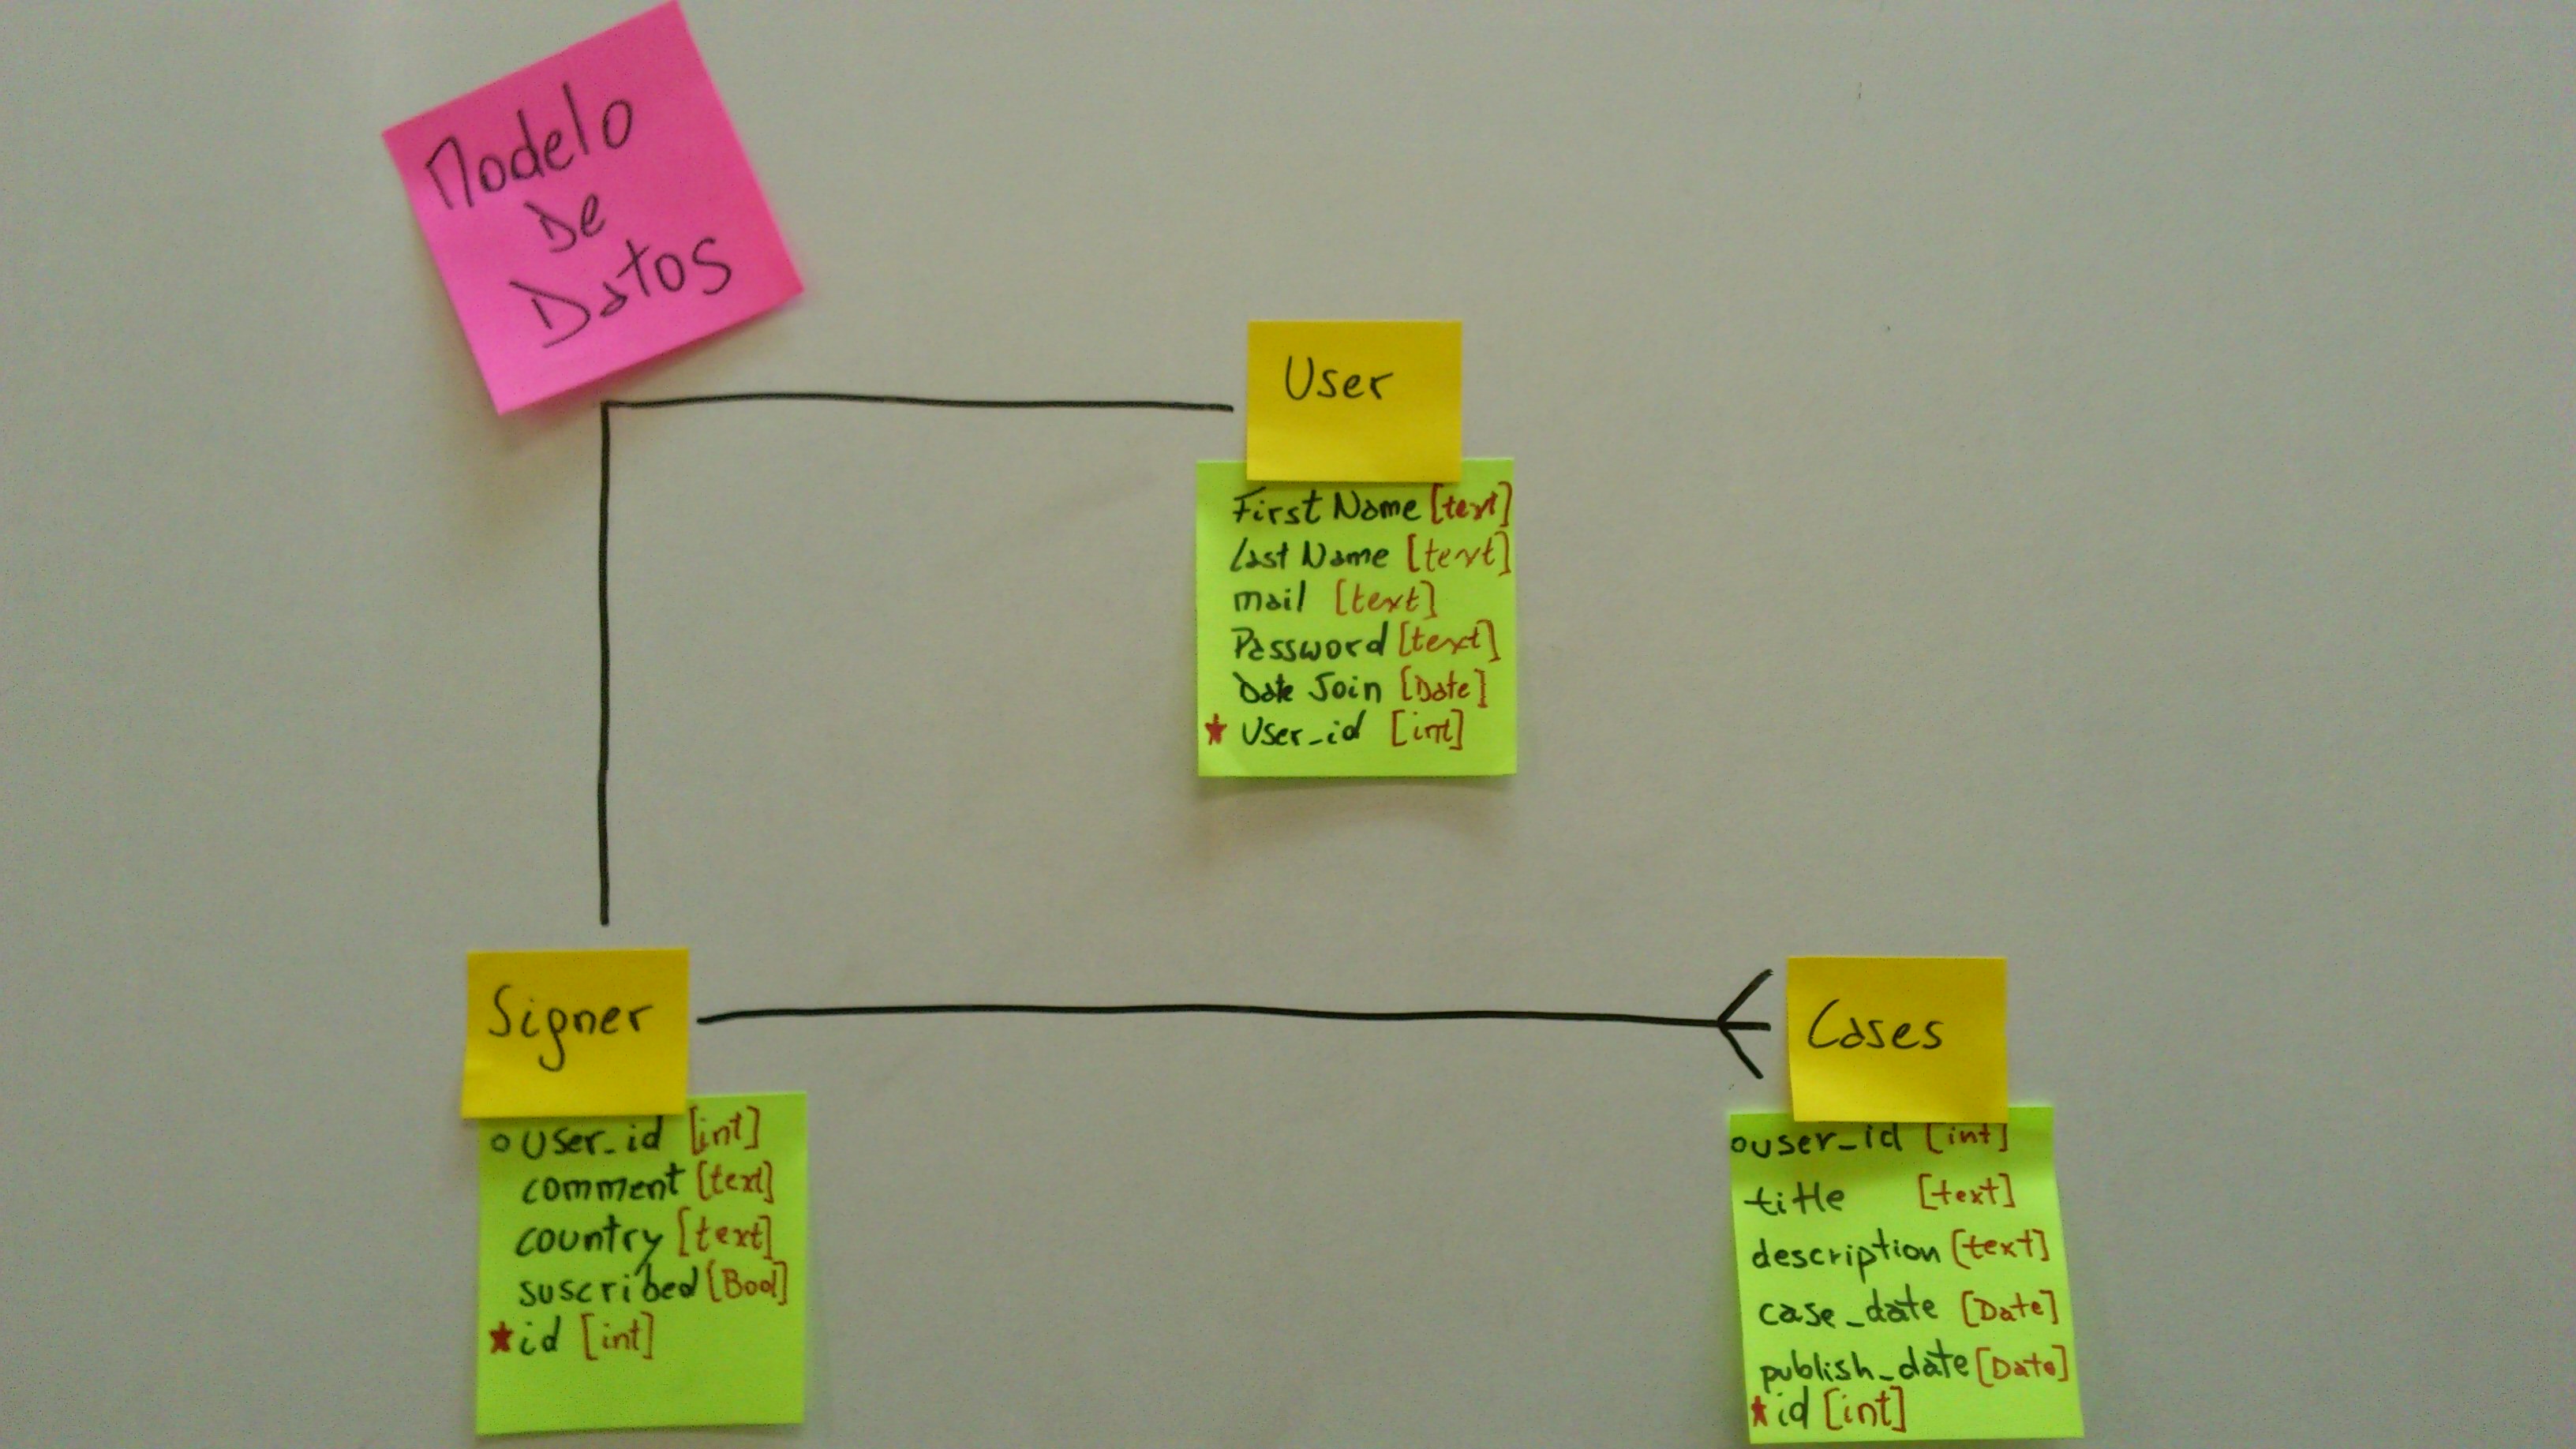 Modelo
De
Datos
User
First Name [text]
Last Name [text]
mail [text]
Password [text]
Date Join [Date]
★ User_id [int]
Signer
o User_id [int]
comment [text]
country [text]
suscribed [Bool]
★ id [int]
Cases
o user_id [int]
title [text]
description [text]
case_date [Date]
publish_date [Date]
★ id [int]